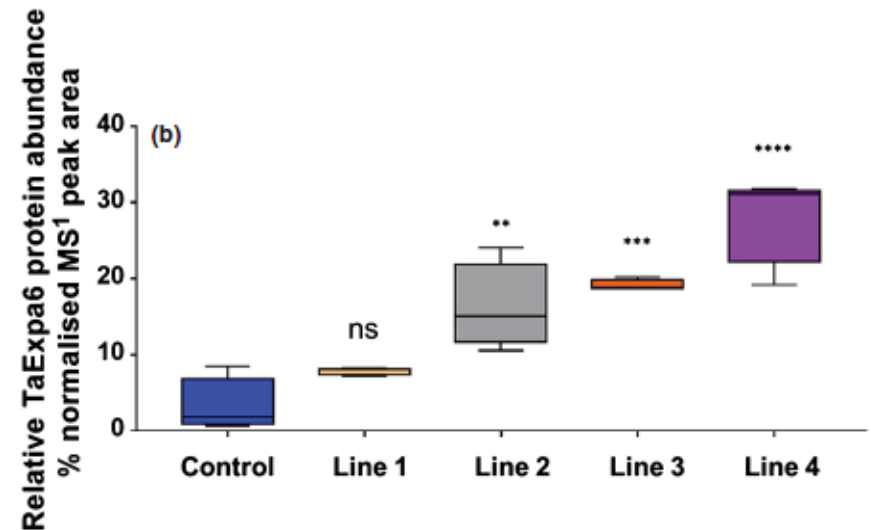 Relative TaExpa6 protein abundance
% normalised MS¹ peak area
(b)
40
30
20
10
0
ns
**
***
****
Control
Line 1
Line 2
Line 3
Line 4